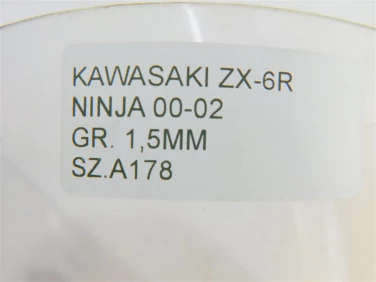 KAWASAKI ZX-6R
NINJA 00-02
GR. 1,5MM
SZ.A178